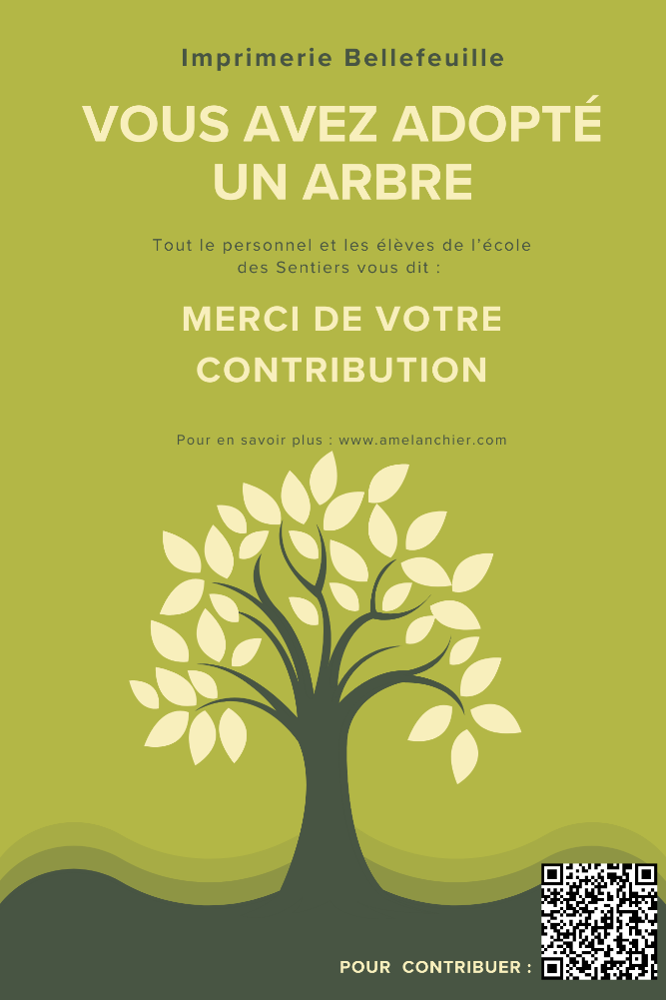 Imprimerie Bellefeuille
VOUS AVEZ ADOPTÉ
UN ARBRE
Tout le personnel et les élèves de l'école
des Sentiers vous dit :
MERCI DE VOTRE
CONTRIBUTION
Pour en savoir plus : www.amelanchier.com
POUR CONTRIBUER :